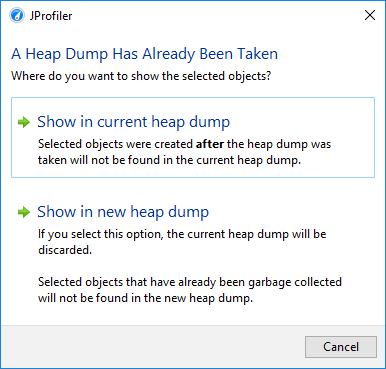 JProfiler
A Heap Dump Has Already Been Taken
Where do you want to show the selected objects?
Show in current heap dump
Selected objects were created after the heap dump was
taken will not be found in the current heap dump.
Show in new heap dump
If you select this option, the current heap dump will be
discarded.
Selected objects that have already been garbage collected
will not be found in the new heap dump.
Cancel